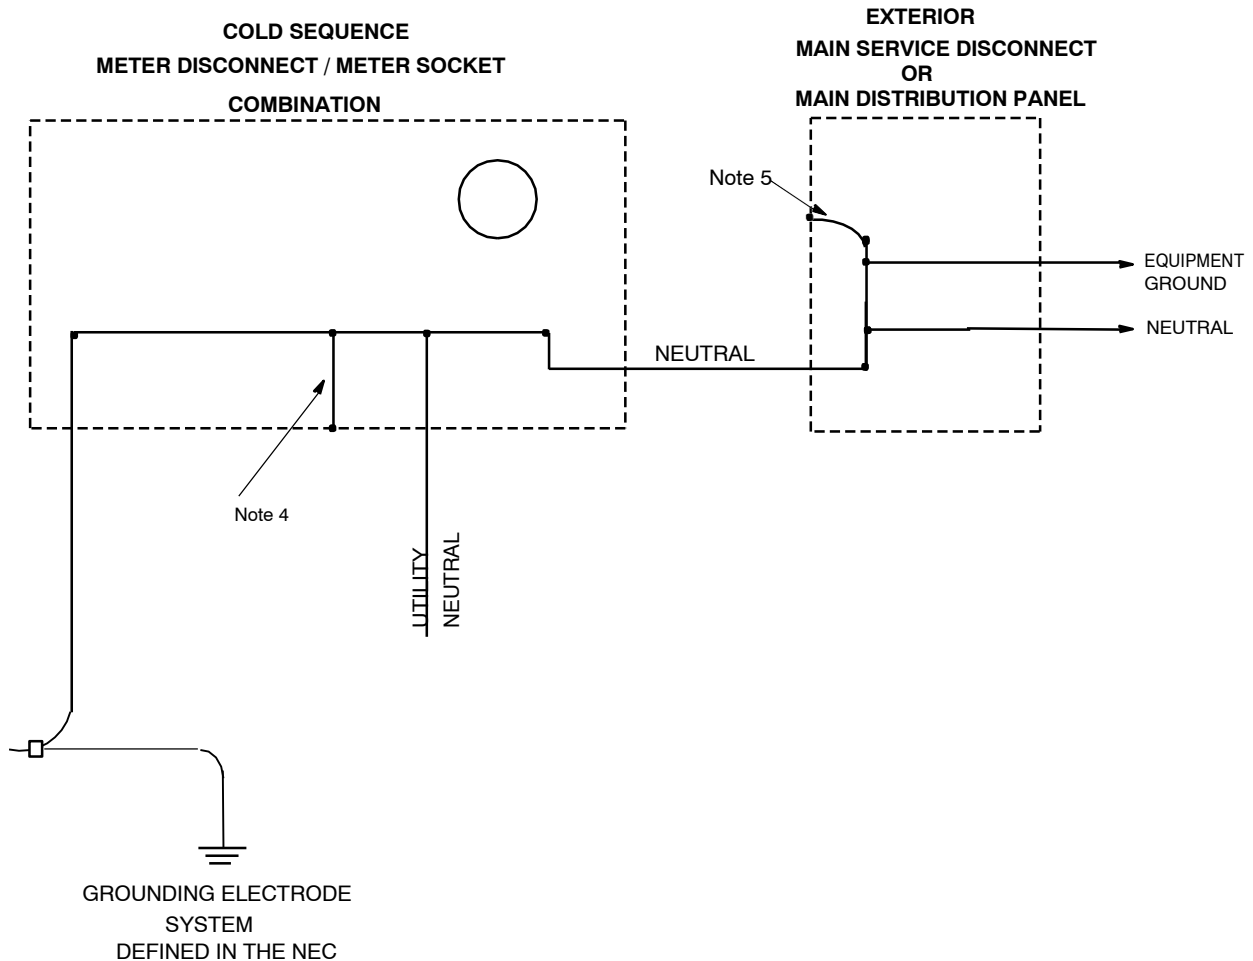 COLD SEQUENCE
METER DISCONNECT / METER SOCKET
COMBINATION
EXTERIOR
MAIN SERVICE DISCONNECT
OR
MAIN DISTRIBUTION PANEL
Note 5
EQUIPMENT
GROUND
NEUTRAL
NEUTRAL
Note 4
UTILITY
NEUTRAL
GROUNDING ELECTRODE
SYSTEM
DEFINED IN THE NEC